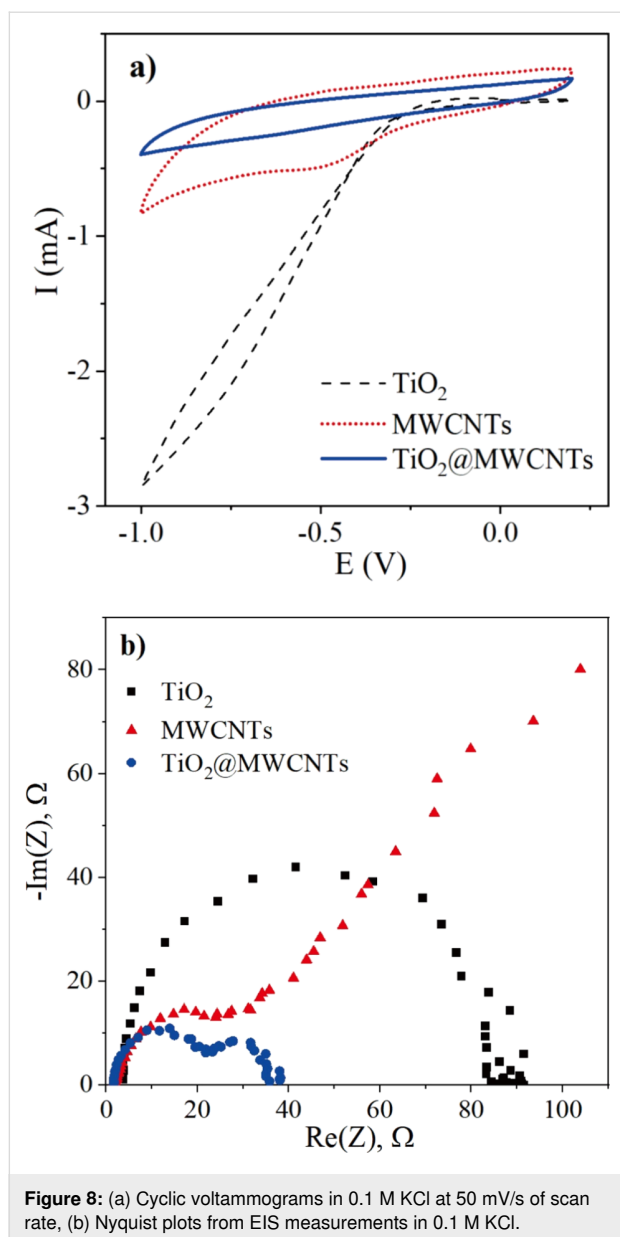 a)
0
-1
-2
-3
I (mA)
TiO₂
MWCNTs
TiO₂@MWCNTs
-1.0 -0.5 0.0
E (V)
b)
80
60
40
20
0
-Im(Z), Ω
TiO₂
MWCNTs
TiO₂@MWCNTs
0 20 40 60 80 100
Re(Z), Ω
Figure 8: (a) Cyclic voltammograms in 0.1 M KCl at 50 mV/s of scan
rate, (b) Nyquist plots from EIS measurements in 0.1 M KCl.